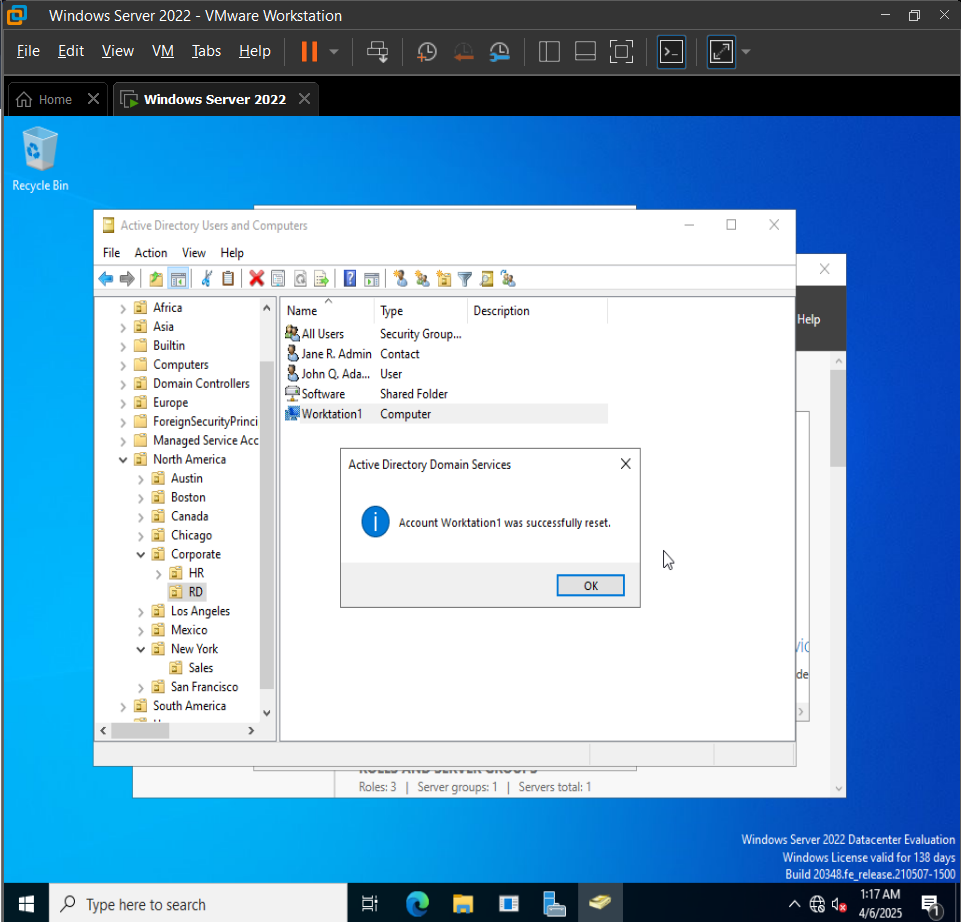 Windows Server 2022 - VMware Workstation
File Edit View VM Tabs Help
Home Windows Server 2022
Recycle Bin
Active Directory Users and Computers
File Action View Help
Help
Name Type Description
Africa
Asia
Builtin
Computers
Domain Controllers
Europe
ForeignSecurityPrinci
Managed Service Acc
North America
Austin
Boston
Canada
Chicago
Corporate
HR
RD
Los Angeles
Mexico
New York
Sales
San Francisco
South America
All Users Security Group...
Jane R. Admin Contact
John Q. Ada... User
Software Shared Folder
Worktation1 Computer
Active Directory Domain Services
Account Worktation1 was successfully reset.
OK
ROLES AND SERVER GROUPS
Roles: 3 | Server groups: 1 | Servers total: 1
Windows Server 2022 Datacenter Evaluation
Windows License valid for 138 days
Build 20348.fe_release.210507-1500
Type here to search
1:17 AM
4/6/2025
1